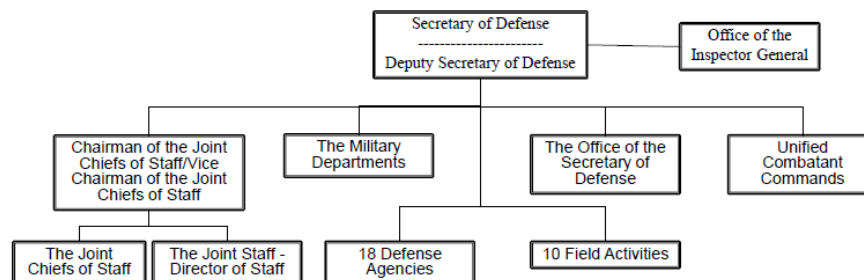 Secretary of Defense
-----------------------
Deputy Secretary of Defense
Office of the
Inspector General
Chairman of the Joint
Chiefs of Staff/Vice
Chairman of the Joint
Chiefs of Staff
The Military
Departments
The Office of the
Secretary of
Defense
Unified
Combatant
Commands
The Joint
Chiefs of Staff
The Joint Staff -
Director of Staff
18 Defense
Agencies
10 Field Activities